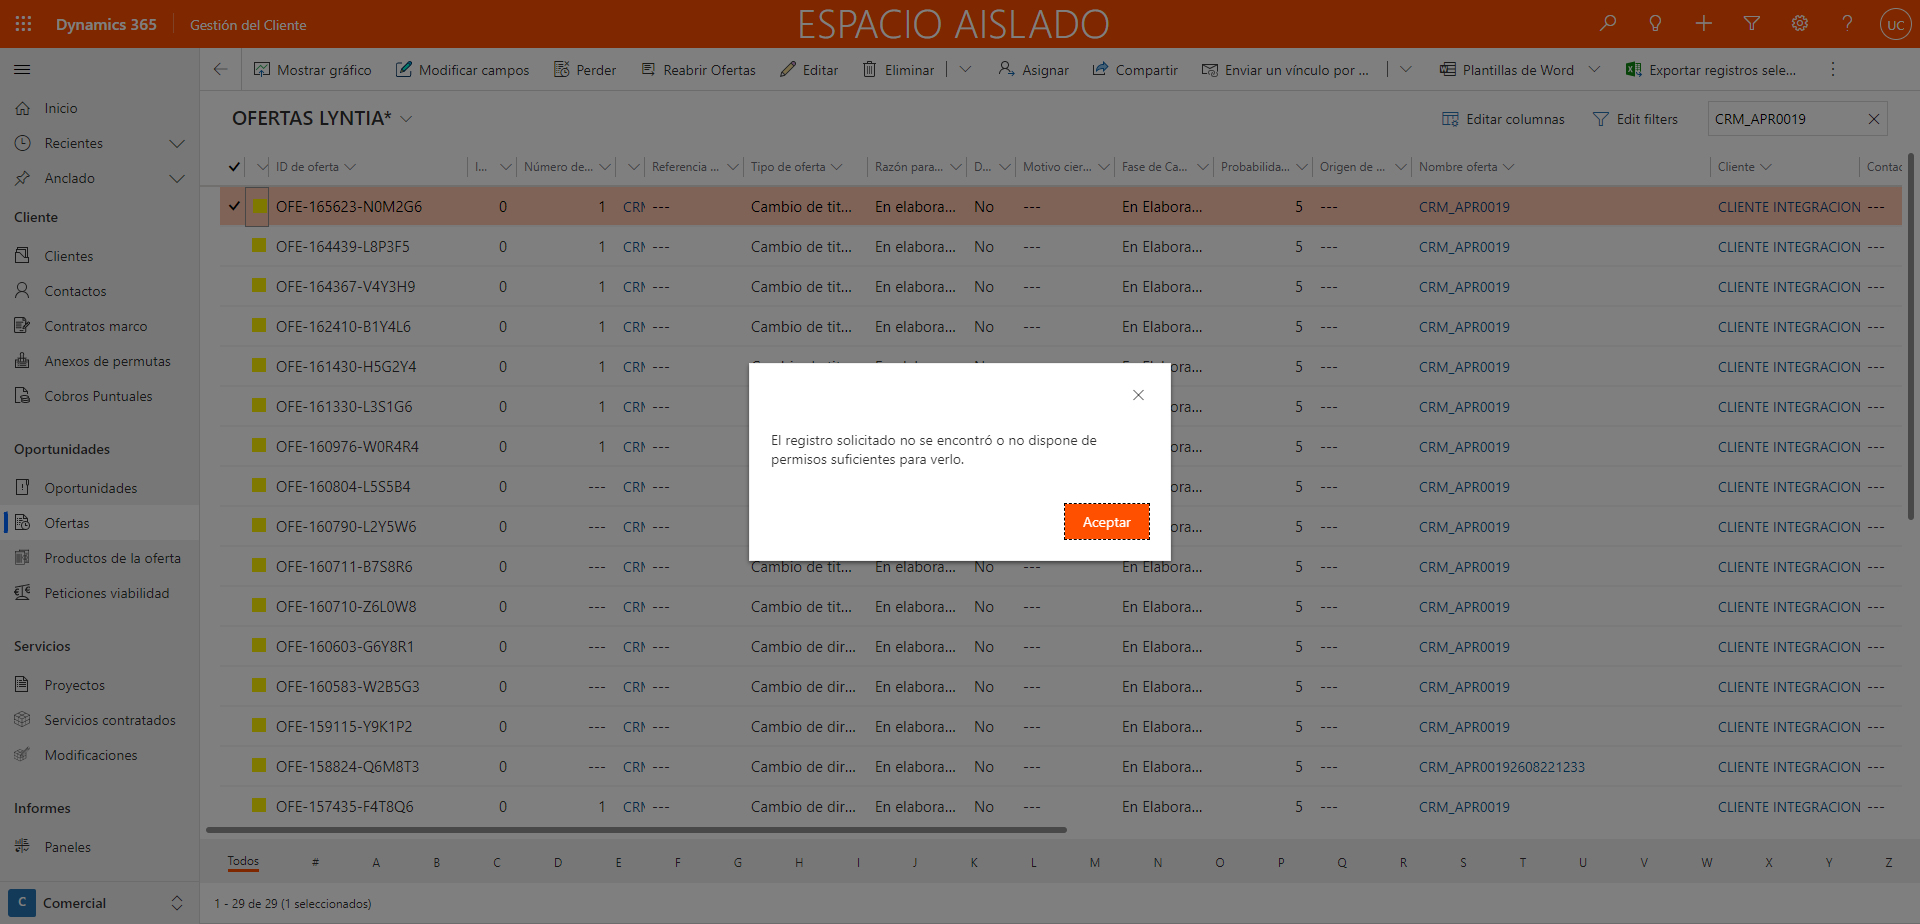 Dynamics 365 Gestión del Cliente ESPACIO AISLADO UC
Mostrar gráfico Modificar campos Perder Reabrir Ofertas Editar Eliminar Asignar Compartir Enviar un vínculo por ... Plantillas de Word Exportar registros sele...
Inicio
Recientes
Anclado
Cliente
Clientes
Contactos
Contratos marco
Anexos de permutas
Cobros Puntuales
Oportunidades
Oportunidades
Ofertas
Productos de la oferta
Peticiones viabilidad
Servicios
Proyectos
Servicios contratados
Modificaciones
Informes
Paneles
C Comercial
OFERTAS LYNTIA* Editar columnas Edit filters CRM_APR0019
ID de oferta I... Número de... Referencia ... Tipo de oferta Razón para... D... Motivo cier... Fase de Ca... Probabilida... Origen de ... Nombre oferta Cliente Contac
OFE-165623-N0M2G6 0 1 CRM --- Cambio de tit... En elabora... No --- En Elabora... 5 --- CRM_APR0019 CLIENTE INTEGRACION ---
OFE-164439-L8P3F5 0 1 CRM --- Cambio de tit... En elabora... No --- En Elabora... 5 --- CRM_APR0019 CLIENTE INTEGRACION ---
OFE-164367-V4Y3H9 0 1 CRM --- Cambio de tit... En elabora... No --- En Elabora... 5 --- CRM_APR0019 CLIENTE INTEGRACION ---
OFE-162410-B1Y4L6 0 1 CRM --- Cambio de tit... En elabora... No --- En Elabora... 5 --- CRM_APR0019 CLIENTE INTEGRACION ---
OFE-161430-H5G2Y4 0 1 CRM --- ora... 5 --- CRM_APR0019 CLIENTE INTEGRACION ---
OFE-161330-L3S1G6 0 1 CRM --- ora... 5 --- CRM_APR0019 CLIENTE INTEGRACION ---
OFE-160976-W0R4R4 0 1 CRM --- ora... 5 --- CRM_APR0019 CLIENTE INTEGRACION ---
OFE-160804-L5S5B4 0 --- CRM --- ora... 5 --- CRM_APR0019 CLIENTE INTEGRACION ---
OFE-160790-L2Y5W6 0 --- CRM --- ora... 5 --- CRM_APR0019 CLIENTE INTEGRACION ---
OFE-160711-B7S8R6 0 --- CRM --- Cambio de tit... En elabora... No --- En Elabora... 5 --- CRM_APR0019 CLIENTE INTEGRACION ---
OFE-160710-Z6L0W8 0 --- CRM --- Cambio de tit... En elabora... No --- En Elabora... 5 --- CRM_APR0019 CLIENTE INTEGRACION ---
OFE-160603-G6Y8R1 0 --- CRM --- Cambio de dir... En elabora... No --- En Elabora... 5 --- CRM_APR0019 CLIENTE INTEGRACION ---
OFE-160583-W2B5G3 0 --- CRM --- Cambio de dir... En elabora... No --- En Elabora... 5 --- CRM_APR0019 CLIENTE INTEGRACION ---
OFE-159115-Y9K1P2 0 --- CRM --- Cambio de dir... En elabora... No --- En Elabora... 5 --- CRM_APR0019 CLIENTE INTEGRACION ---
OFE-158824-Q6M8T3 0 --- CRM --- Cambio de dir... En elabora... No --- En Elabora... 5 --- CRM_APR00192608221233 CLIENTE INTEGRACION ---
OFE-157435-F4T8Q6 0 1 CRM --- Cambio de dir... En elabora... No --- En Elabora... 5 --- CRM_APR0019 CLIENTE INTEGRACION ---
El registro solicitado no se encontró o no dispone de
permisos suficientes para verlo.
Aceptar
Todos # A B C D E F G H I J K L M N O P Q R S T U V W X Y Z
1 - 29 de 29 (1 seleccionados)